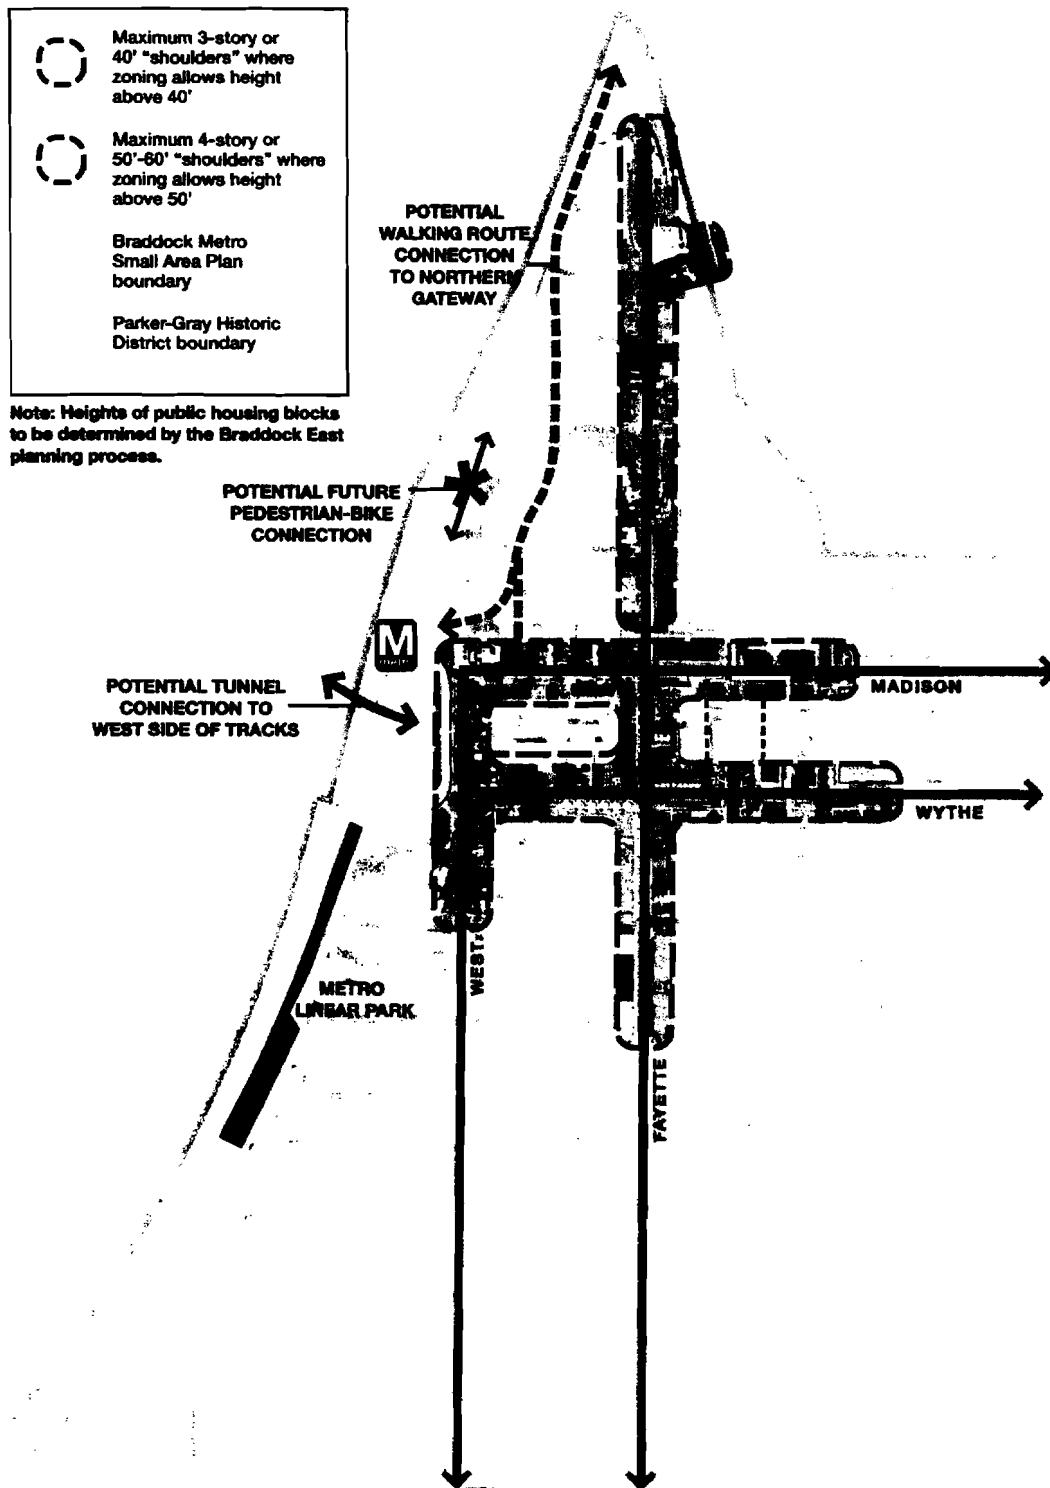 Maximum 3-story or
40' "shoulders" where
zoning allows height
above 40'
Maximum 4-story or
50'-60' "shoulders" where
zoning allows height
above 50'
Braddock Metro
Small Area Plan
boundary
Parker-Gray Historic
District boundary
Note: Heights of public housing blocks
to be determined by the Braddock East
planning process.
POTENTIAL
WALKING ROUTE
CONNECTION
TO NORTHERN
GATEWAY
POTENTIAL FUTURE
PEDESTRIAN-BIKE
CONNECTION
M
POTENTIAL TUNNEL
CONNECTION TO
WEST SIDE OF TRACKS
MADISON
WYTHE
WEST
METRO
LINEAR PARK
FAYETTE